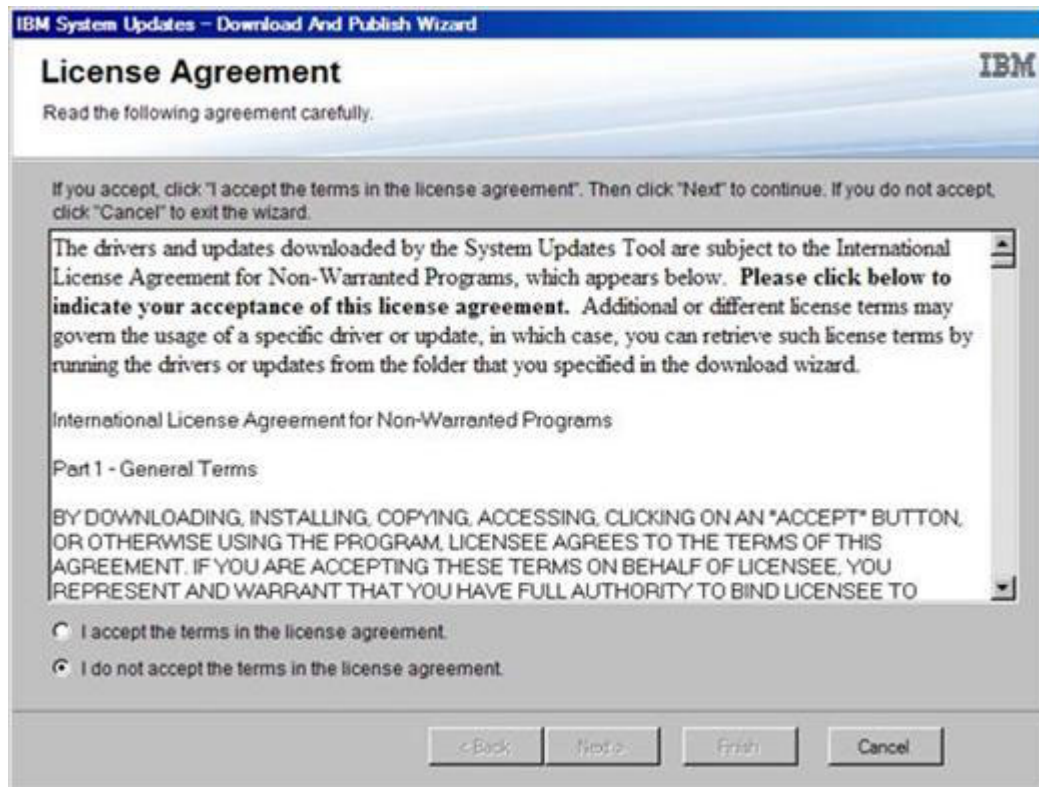 IBM System Updates – Download And Publish Wizard
License Agreement
IBM
Read the following agreement carefully.
If you accept, click "I accept the terms in the license agreement". Then click "Next" to continue. If you do not accept,
click "Cancel" to exit the wizard.
The drivers and updates downloaded by the System Updates Tool are subject to the International
License Agreement for Non-Warranted Programs, which appears below. Please click below to
indicate your acceptance of this license agreement. Additional or different license terms may
govern the usage of a specific driver or update, in which case, you can retrieve such license terms by
running the drivers or updates from the folder that you specified in the download wizard.
International License Agreement for Non-Warranted Programs
Part 1 - General Terms
BY DOWNLOADING, INSTALLING, COPYING, ACCESSING, CLICKING ON AN "ACCEPT" BUTTON,
OR OTHERWISE USING THE PROGRAM, LICENSEE AGREES TO THE TERMS OF THIS
AGREEMENT. IF YOU ARE ACCEPTING THESE TERMS ON BEHALF OF LICENSEE, YOU
REPRESENT AND WARRANT THAT YOU HAVE FULL AUTHORITY TO BIND LICENSEE TO
I accept the terms in the license agreement.
I do not accept the terms in the license agreement.
< Back Next > Finish Cancel